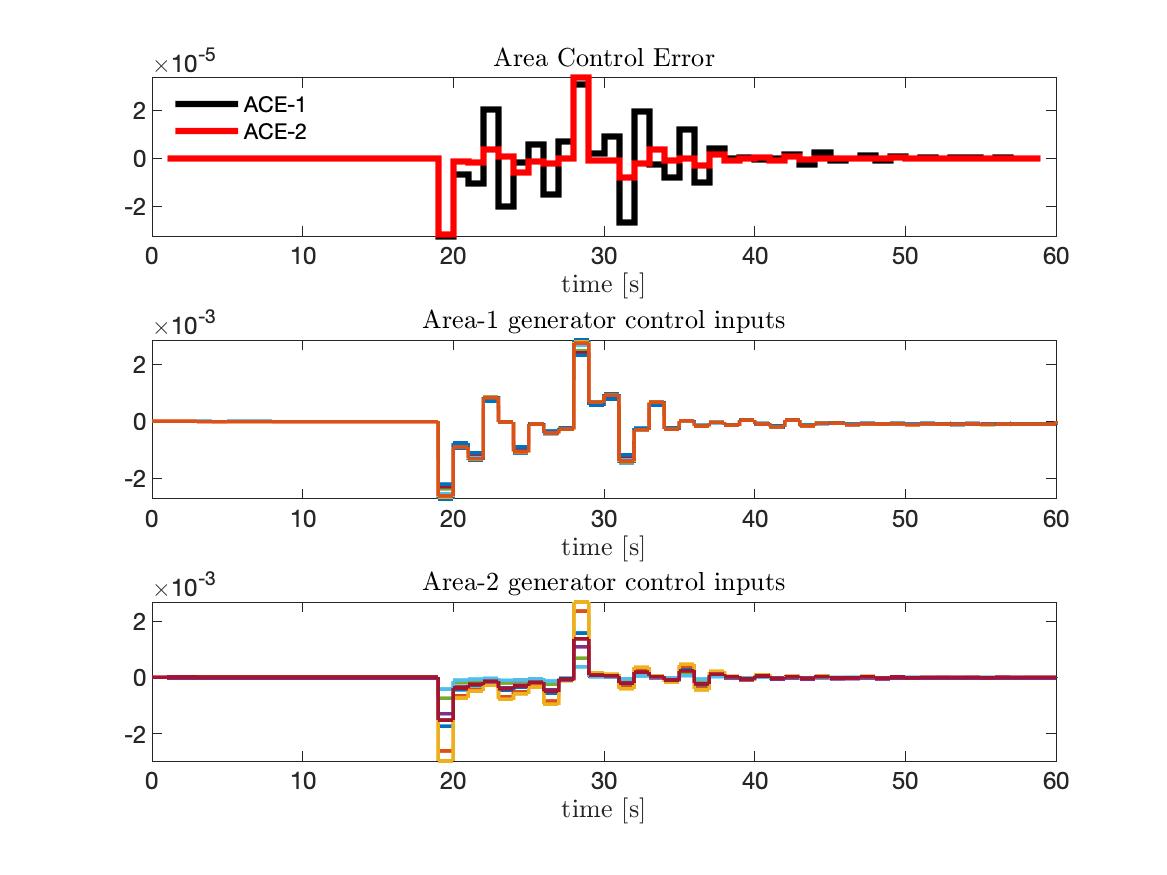 Area Control Error
×10-5
ACE-1
ACE-2
2
0
-2
0 10 20 30 40 50 60
time [s]
Area-1 generator control inputs
×10-3
2
0
-2
0 10 20 30 40 50 60
time [s]
Area-2 generator control inputs
×10-3
2
0
-2
0 10 20 30 40 50 60
time [s]